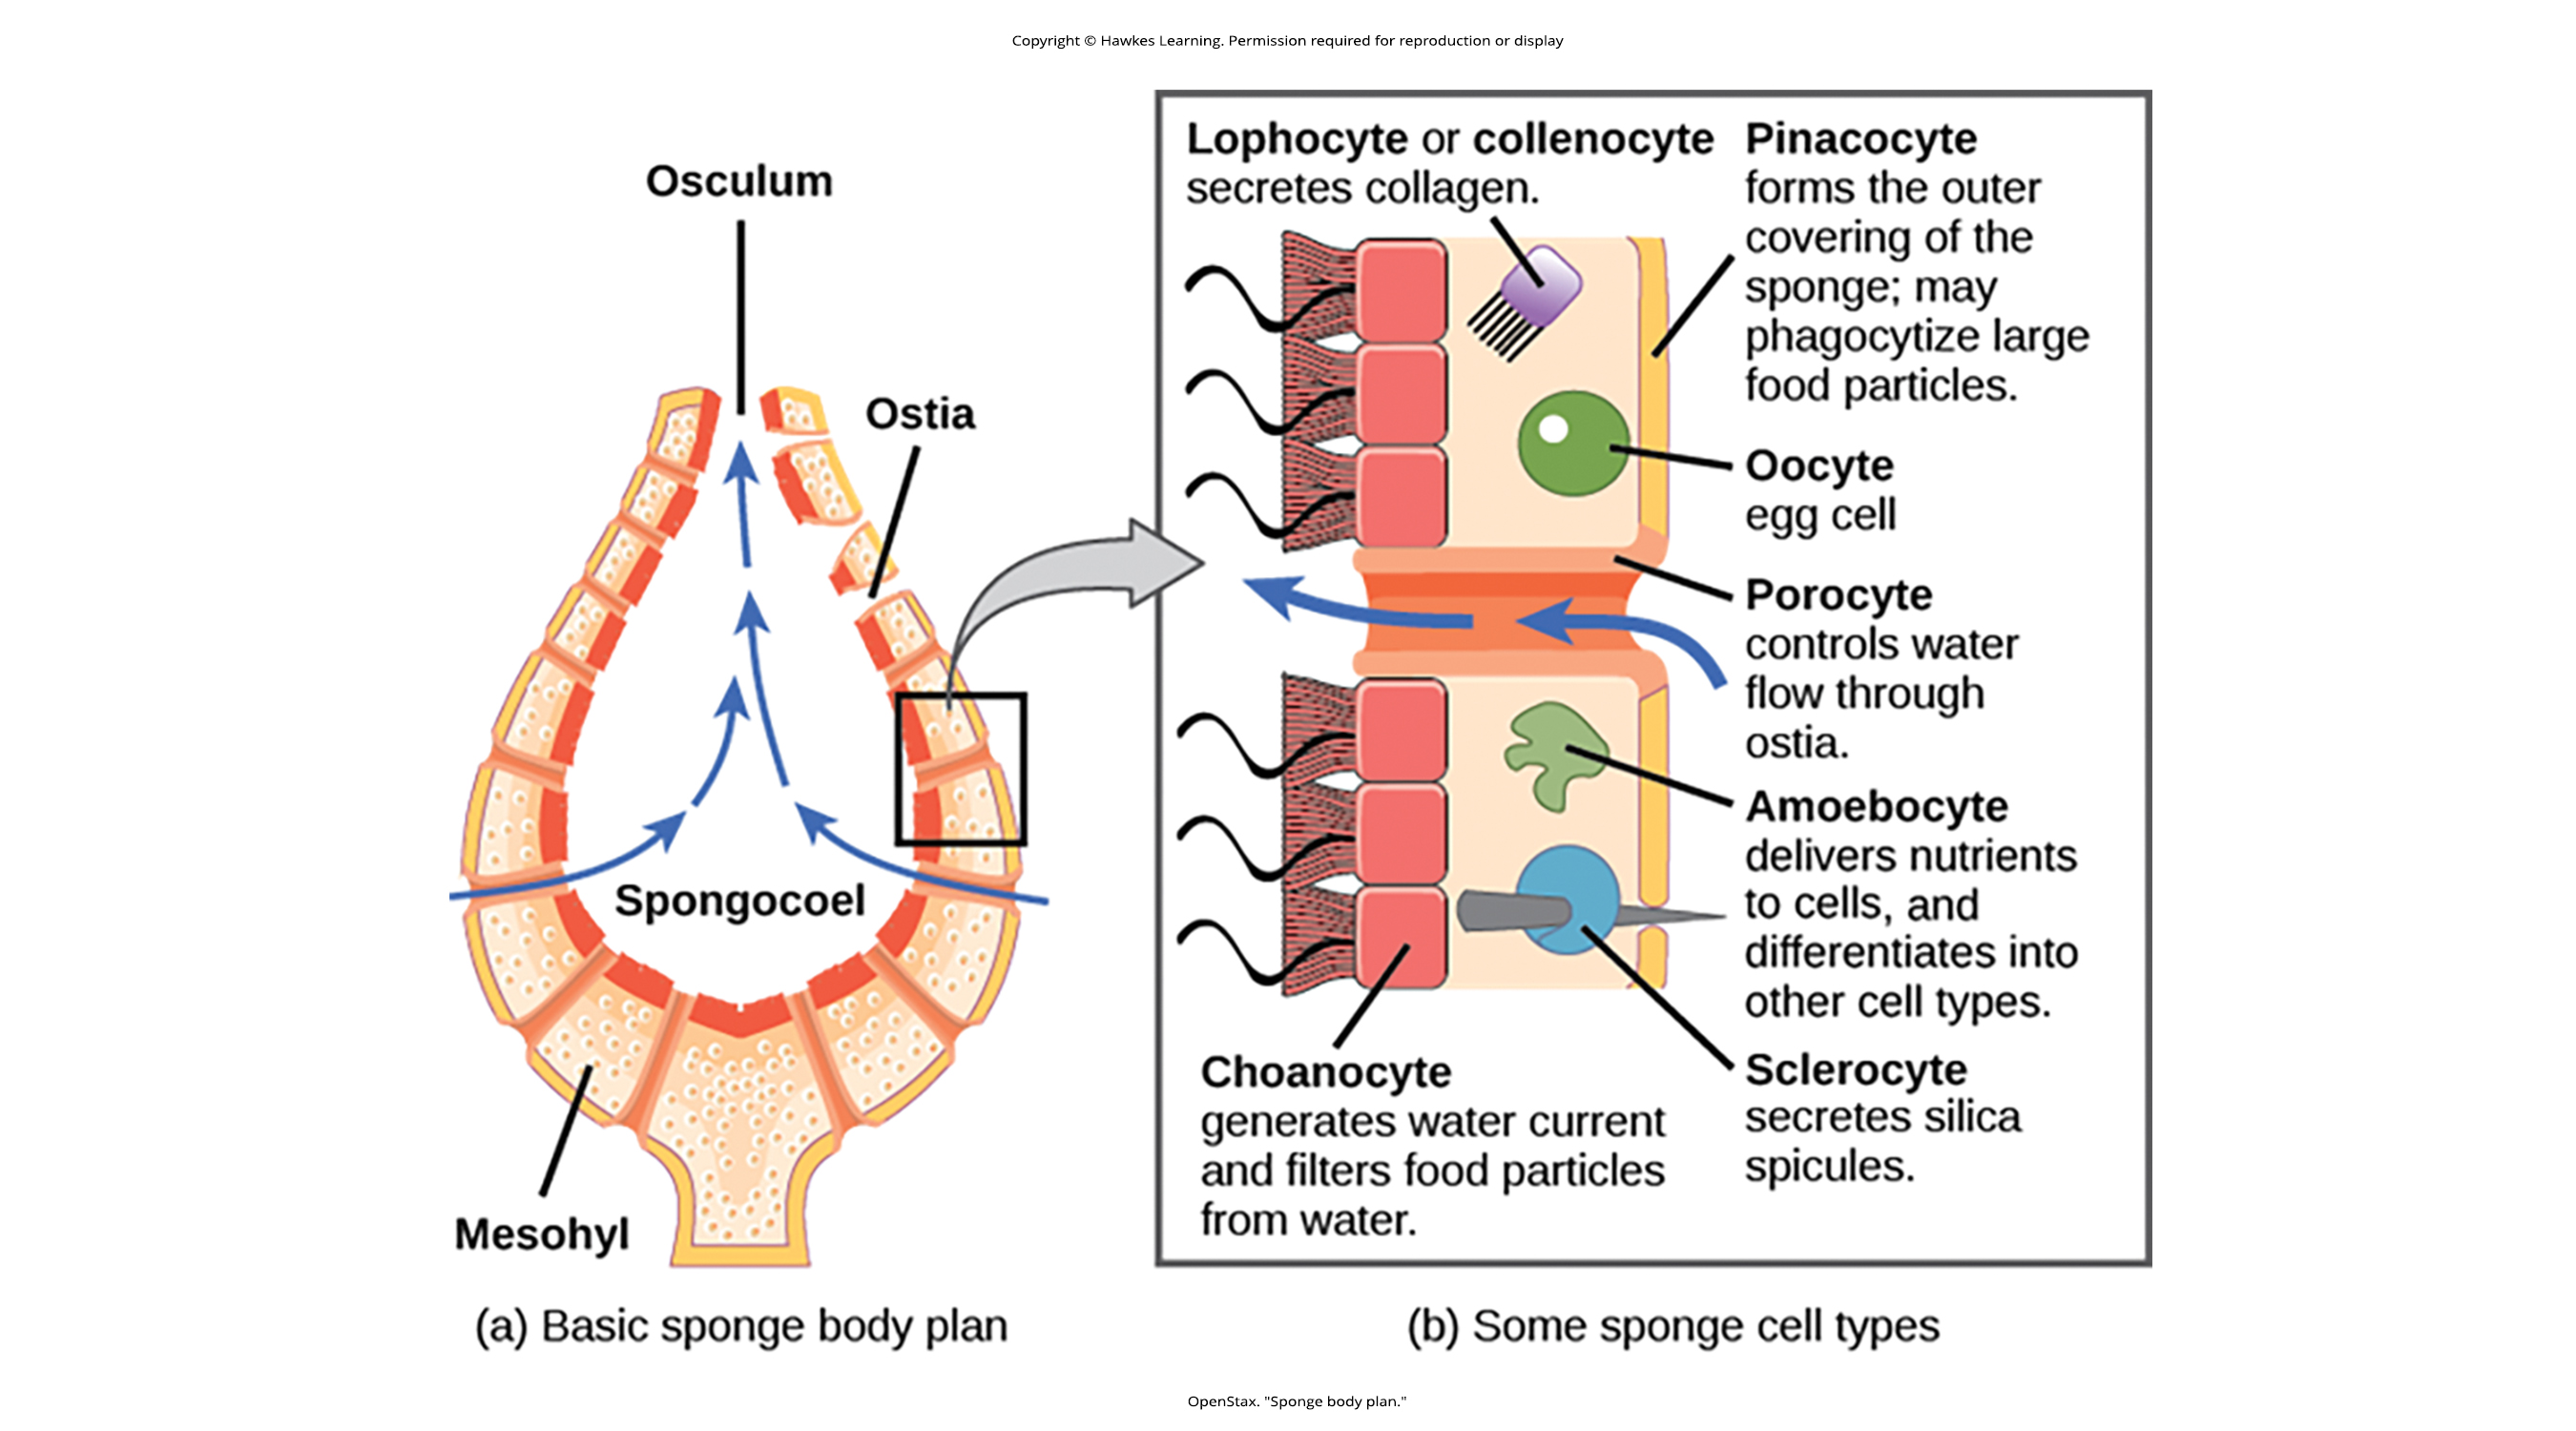 Copyright © Hawkes Learning. Permission required for reproduction or display
Osculum
Ostia
Spongocoel
Mesohyl
(a) Basic sponge body plan
Lophocyte or collenocyte
secretes collagen.
Pinacocyte
forms the outer
covering of the
sponge; may
phagocytize large
food particles.
Oocyte
egg cell
Porocyte
controls water
flow through
ostia.
Amoebocyte
delivers nutrients
to cells, and
differentiates into
other cell types.
Sclerocyte
secretes silica
spicules.
Choanocyte
generates water current
and filters food particles
from water.
(b) Some sponge cell types
OpenStax. "Sponge body plan."